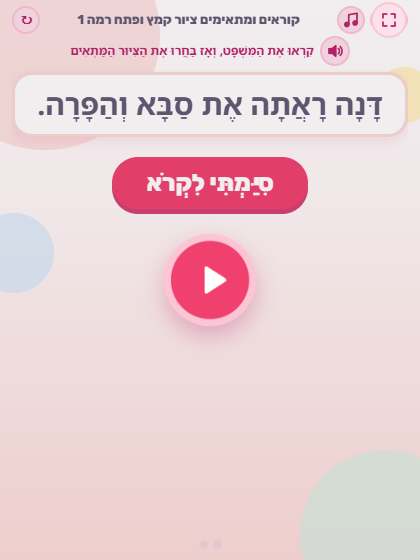 קוראים ומתאימים ציור קמץ ופתח רמה 1
קִרְאוּ אֶת הַמִּשְׁפָּט, וְאָז בַּחֲרוּ אֶת הַצִּיּוּר הַמַּתְאִים
דָּנָה רָאֲתָה אֶת סַבָּא וְהַפָּרָה.
סִיַּמְתִּי לִקְרֹא